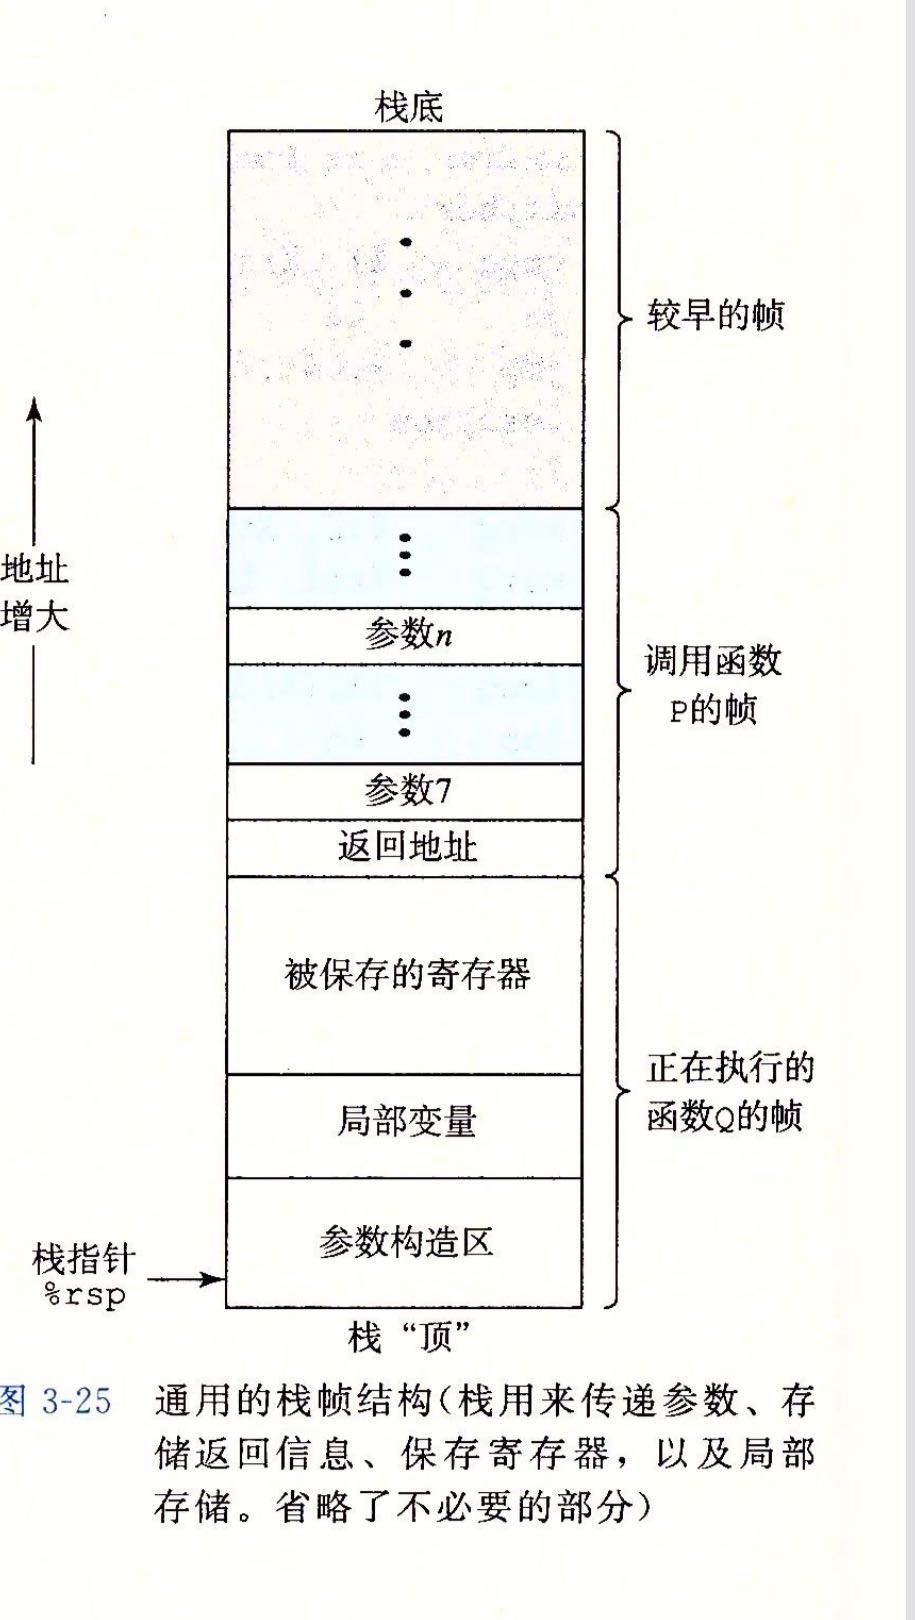 栈底
较早的帧
地址
增大
参数n
调用函数
P的帧
参数7
返回地址
被保存的寄存器
正在执行的
函数Q的帧
局部变量
参数构造区
栈指针
%rsp
栈“顶”
图 3-25 通用的栈帧结构(栈用来传递参数、存
储返回信息、保存寄存器，以及局部
存储。省略了不必要的部分)